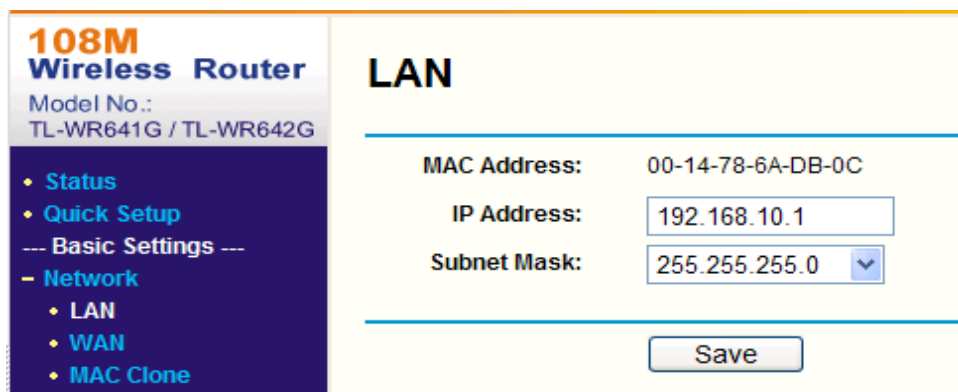 108M
Wireless Router
Model No.:
TL-WR641G / TL-WR642G
• Status
• Quick Setup
--- Basic Settings ---
– Network
• LAN
• WAN
• MAC Clone
LAN
MAC Address: 00-14-78-6A-DB-0C
IP Address: 192.168.10.1
Subnet Mask: 255.255.255.0
Save